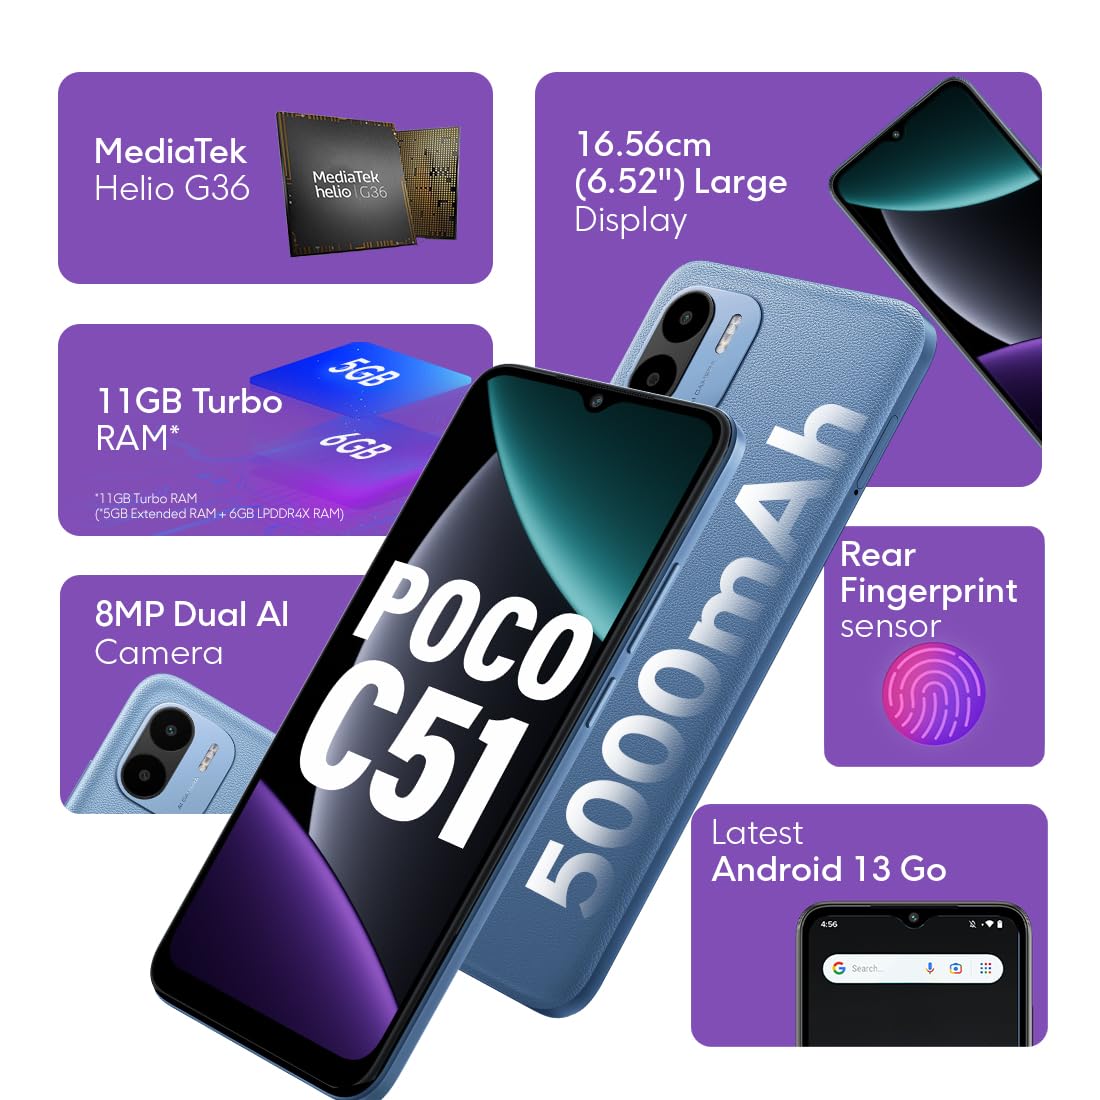 MediaTek
Helio G36
MediaTek
helio G36
16.56cm
(6.52") Large
Display
11GB Turbo
RAM*
5GB
6GB
*11GB Turbo RAM
(*5GB Extended RAM + 6GB LPDDR4X RAM)
8MP Dual AI
Camera
POCO
C51
5000mAh
Rear
Fingerprint
sensor
Latest
Android 13 Go
4:56
Search...